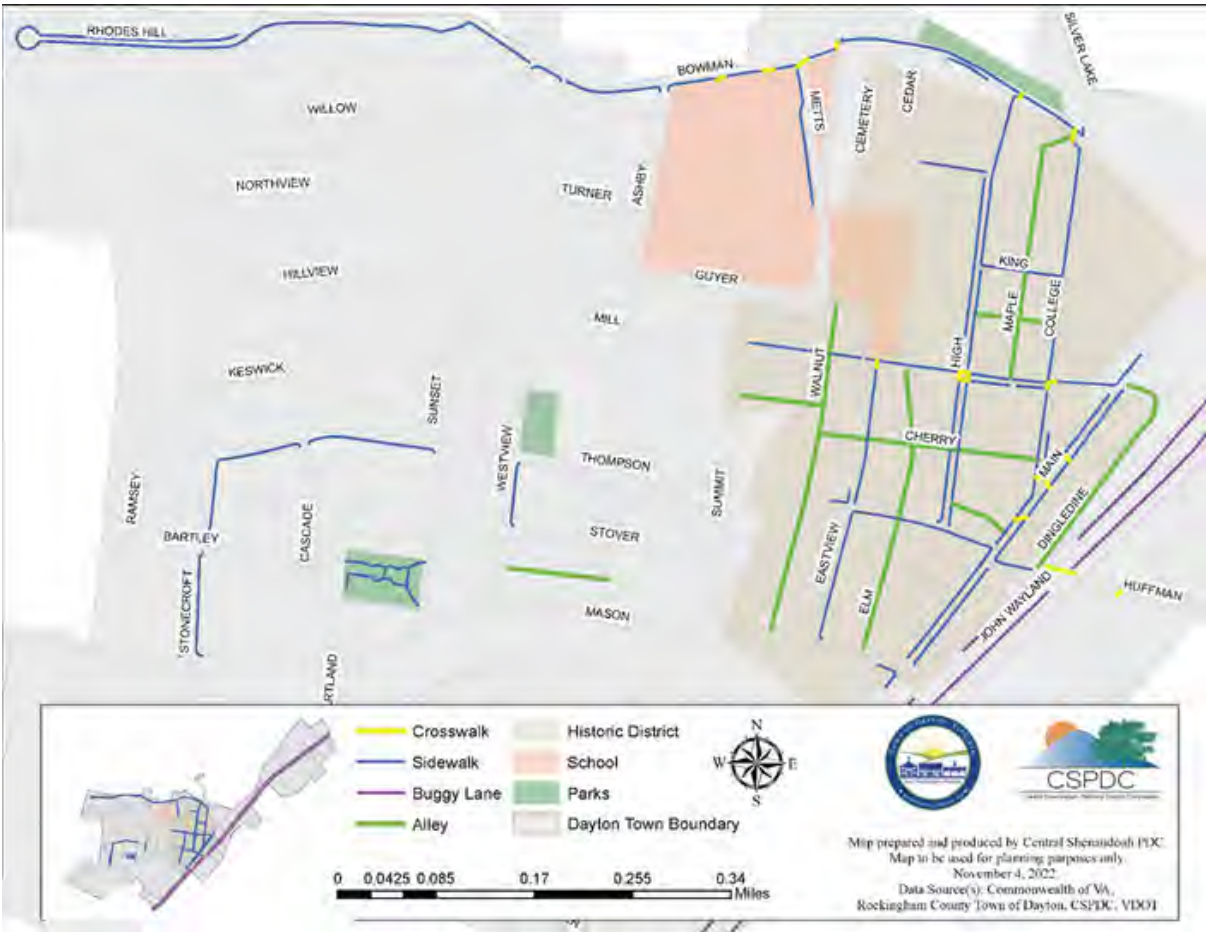 RHODES HILL
BOWMAN
SILVER LAKE
WILLOW
METTS
CEMETERY
CEDAR
NORTHVIEW
TURNER
ASHBY
HILLVIEW
GUYER
KING
MILL
MAPLE
COLLEGE
KESWICK
SUNSET
WALNUT
HIGH
CHERRY
WESTVIEW
THOMPSON
MAIN
RAMSEY
SUMMIT
BARTLEY
CASCADE
STOVER
DINGLEDINE
EASTVIEW
STONECROFT
MASON
ELM
JOHN WAYLAND
HUFFMAN
RTLAND
Crosswalk
Sidewalk
Buggy Lane
Alley
Historic District
School
Parks
Dayton Town Boundary
N
W E
S
CSPDC
0 0.0425 0.085 0.17 0.255 0.34
Miles
Map prepared and produced by Central Shenandoah PDC
Map to be used for planning purposes only
November 4, 2022
Data Source(s): Commonwealth of VA,
Rockingham County Town of Dayton, CSPDC, VDOT